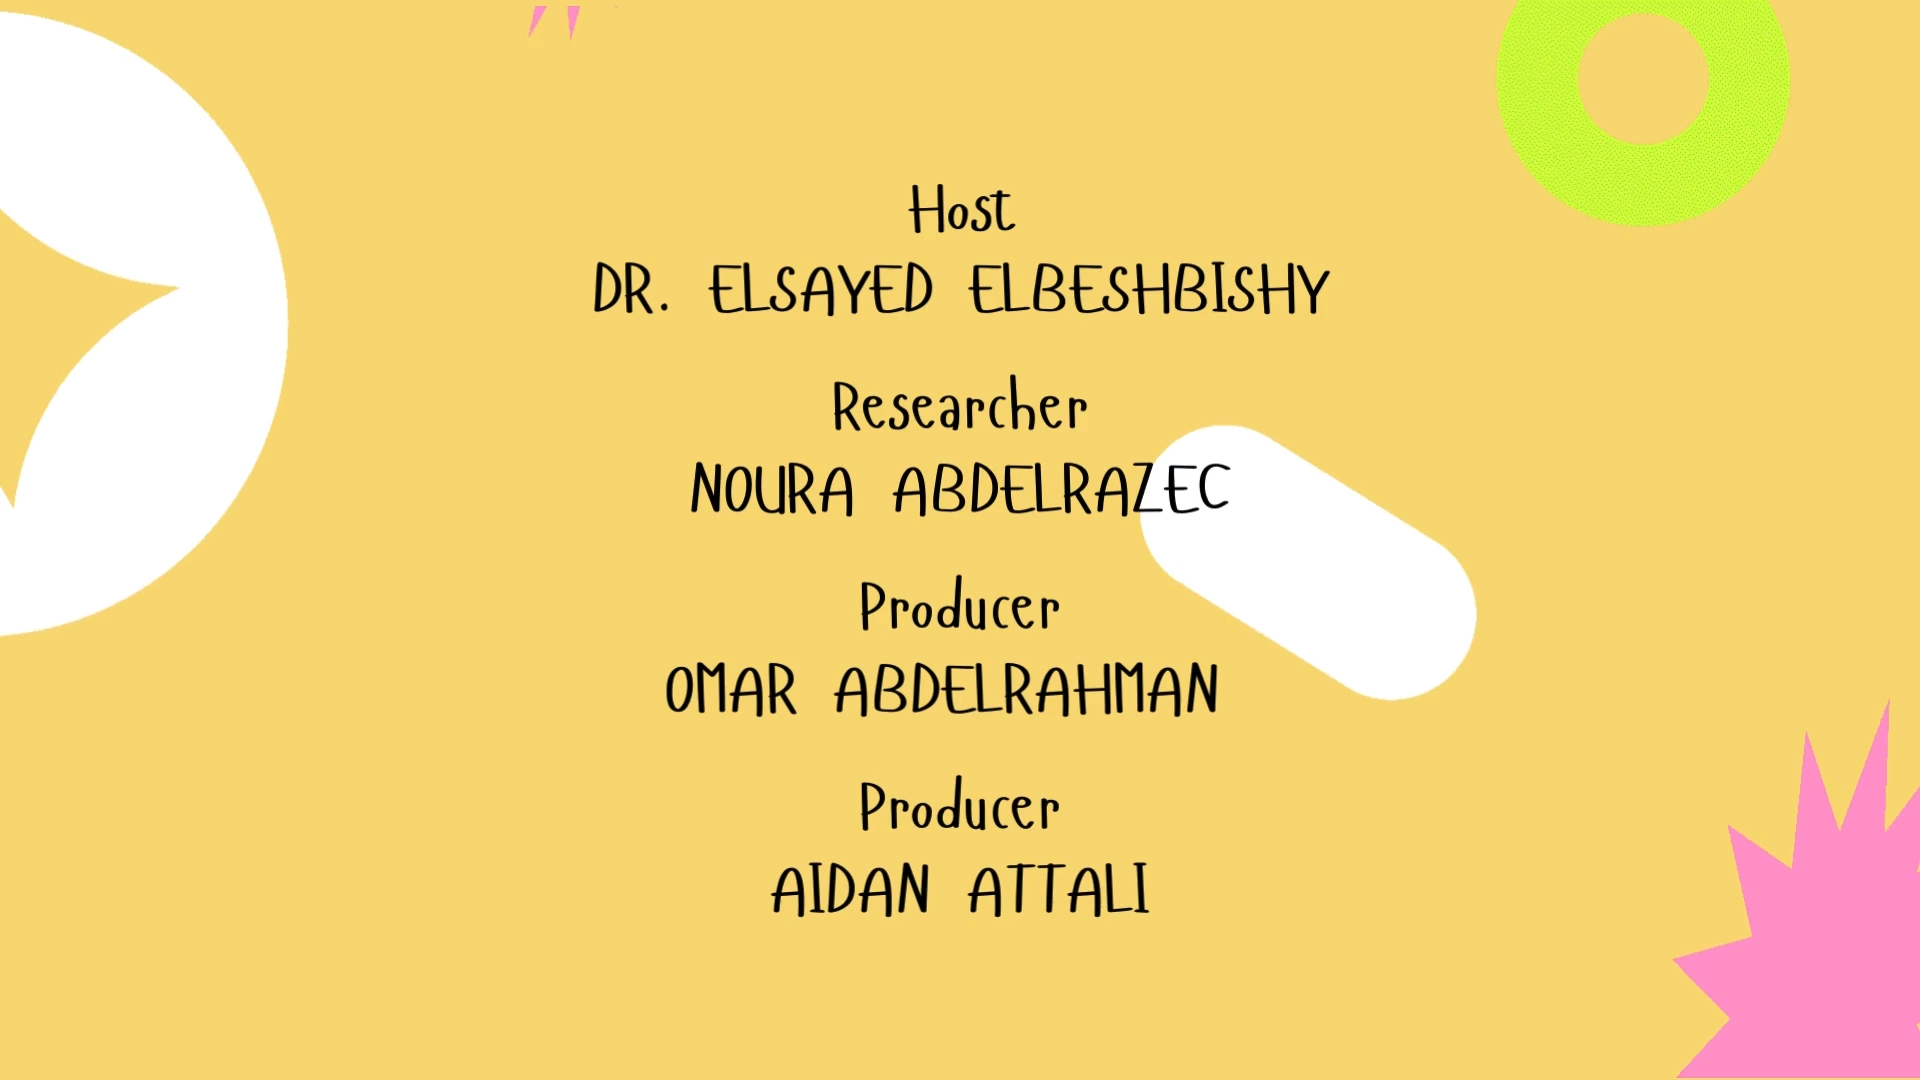 Host
DR. ELSAYED ELBESHBISHY
Researcher
NOURA ABDELRAZEC
Producer
OMAR ABDELRAHMAN
Producer
AIDAN ATTALI